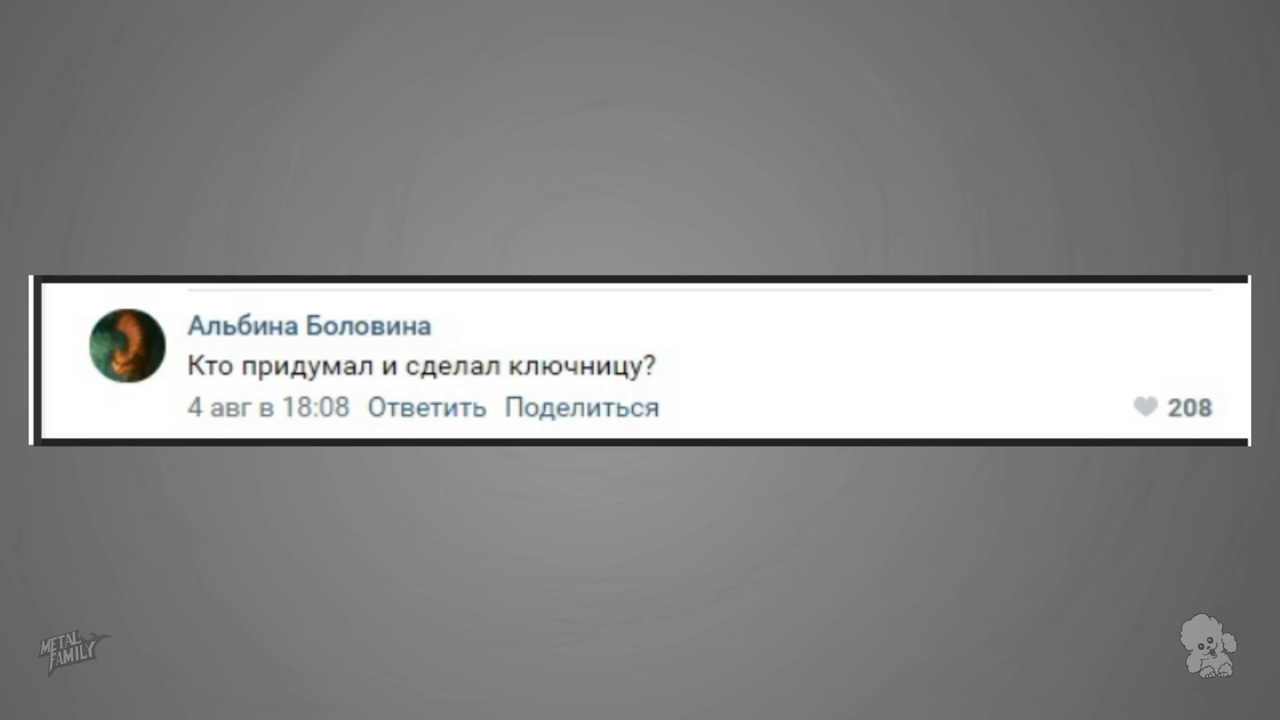 Альбина Боловина
Кто придумал и сделал ключницу?
4 авг в 18:08 Ответить Поделиться 208
METAL
FAMILY